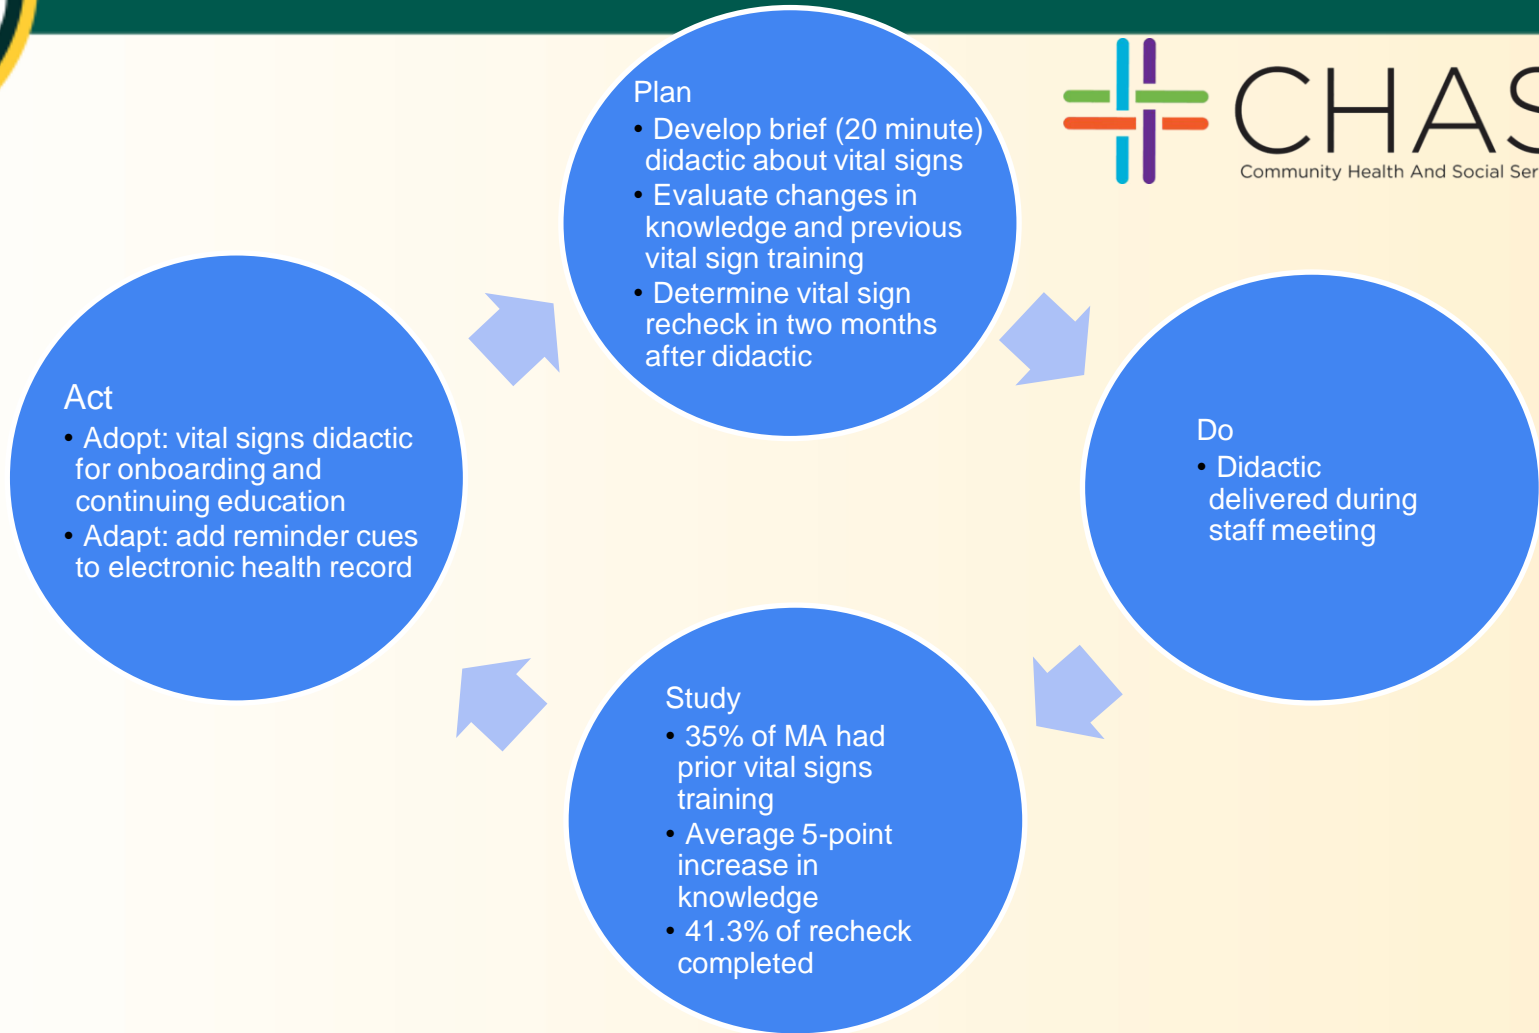 CHAS
Community Health And Social Ser
Plan
• Develop brief (20 minute)
didactic about vital signs
• Evaluate changes in
knowledge and previous
vital sign training
• Determine vital sign
recheck in two months
after didactic
Do
• Didactic
delivered during
staff meeting
Study
• 35% of MA had
prior vital signs
training
• Average 5-point
increase in
knowledge
• 41.3% of recheck
completed
Act
• Adopt: vital signs didactic
for onboarding and
continuing education
• Adapt: add reminder cues
to electronic health record